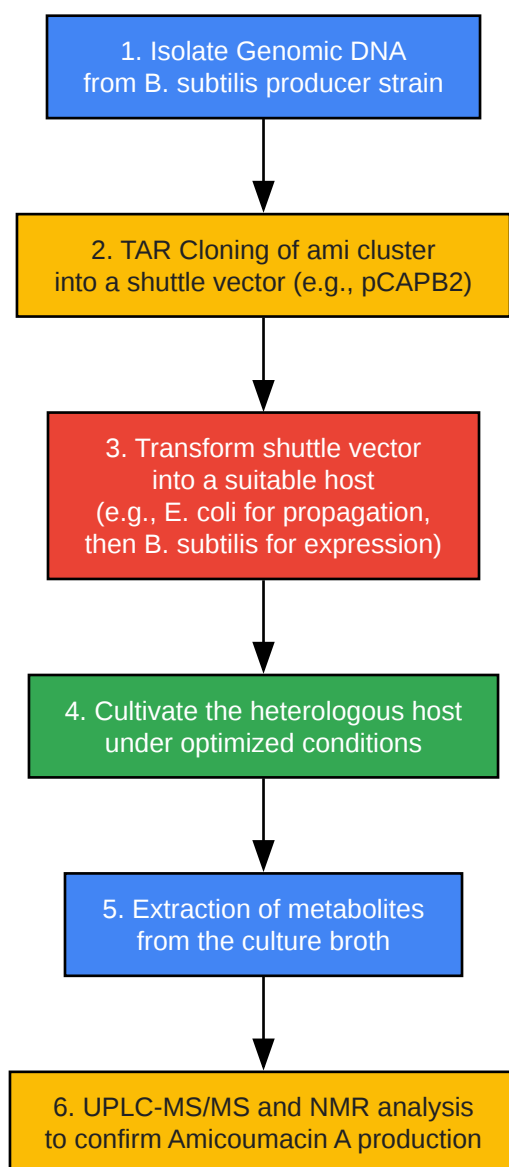 1. Isolate Genomic DNA
from B. subtilis producer strain
2. TAR Cloning of ami cluster
into a shuttle vector (e.g., pCAPB2)
3. Transform shuttle vector
into a suitable host
(e.g., E. coli for propagation,
then B. subtilis for expression)
4. Cultivate the heterologous host
under optimized conditions
5. Extraction of metabolites
from the culture broth
6. UPLC-MS/MS and NMR analysis
to confirm Amicoumacin A production